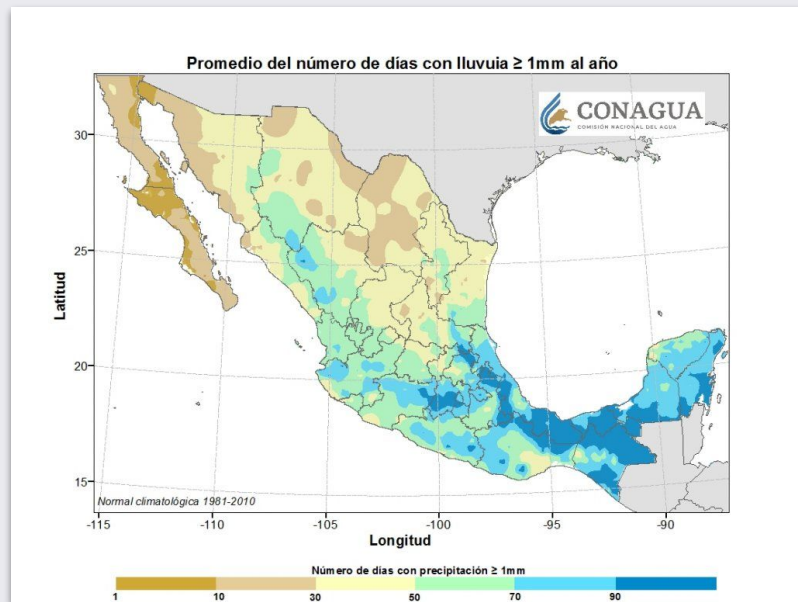 Promedio del número de días con lluvuia ≥ 1mm al año
CONAGUA
COMISIÓN NACIONAL DEL AGUA
30
25
20
15
Latitud
Normal climatológica 1981-2010
-115 -110 -105 -100 -95 -90
Longitud
Número de días con precipitación ≥ 1mm
1 10 30 50 70 90